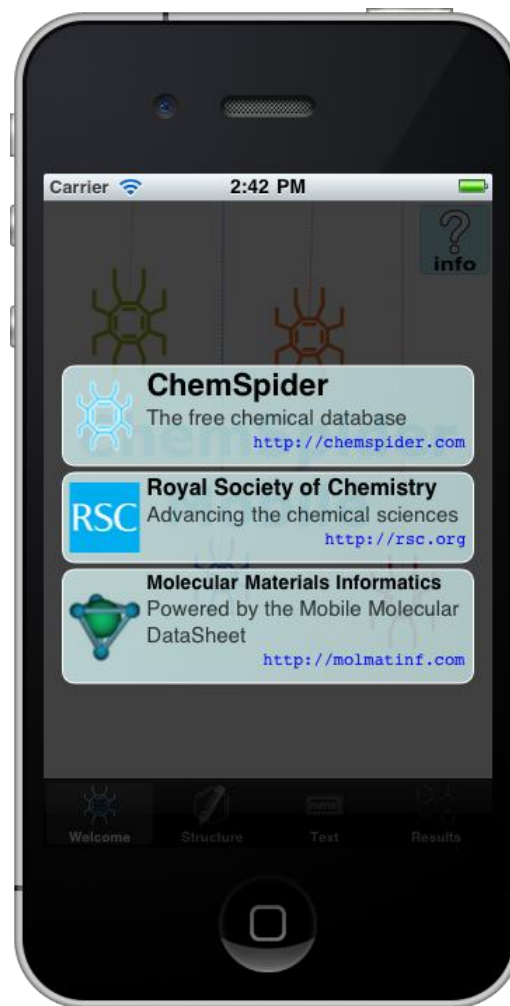 Carrier 2:42 PM
info
ChemSpider
The free chemical database
http://chemspider.com
RSC
Royal Society of Chemistry
Advancing the chemical sciences
http://rsc.org
Molecular Materials Informatics
Powered by the Mobile Molecular
DataSheet
http://molmatinf.com
Welcome Structure Text Results